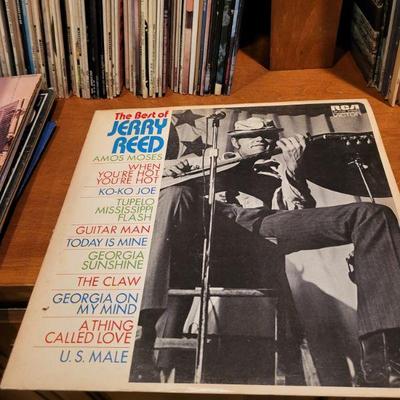 The Best of
JERRY
REED
AMOS MOSES
WHEN
YOU'RE HOT
YOU'RE HOT
KO-KO JOE
TUPELO
MISSISSIPPI
FLASH
GUITAR MAN
TODAY IS MINE
GEORGIA
SUNSHINE
THE CLAW
GEORGIA ON
MY MIND
A THING
CALLED LOVE
U.S. MALE
RCA
VICTOR